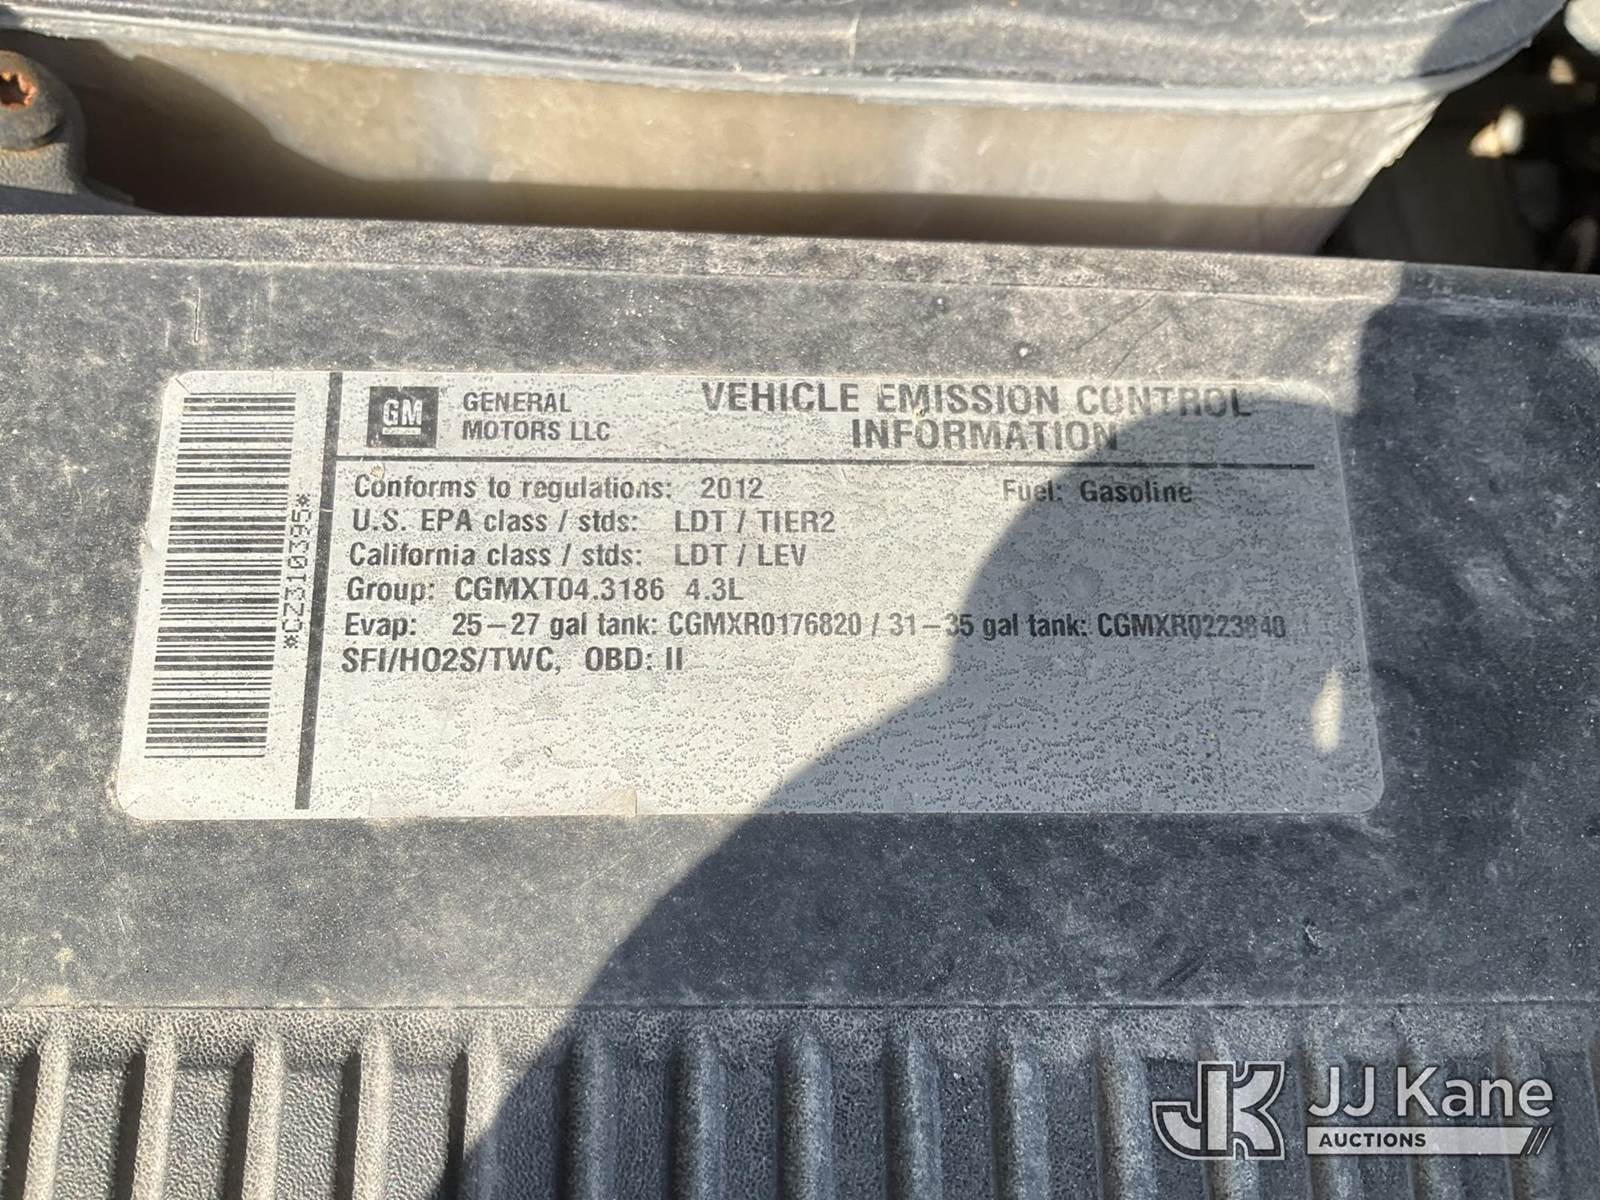 GM
GENERAL MOTORS LLC
VEHICLE EMISSION CONTROL INFORMATION
Conforms to regulations: 2012 Fuel: Gasoline
U.S. EPA class / stds: LDT / TIER2
California class / stds: LDT / LEV
Group: CGMXT04.3186 4.3L
Evap: 25-27 gal tank: CGMXR0176820 / 31-35 gal tank: CGMXR0223840
SFI/HO2S/TWC, OBD: II
*CZ310395*
JK JJ Kane
AUCTIONS